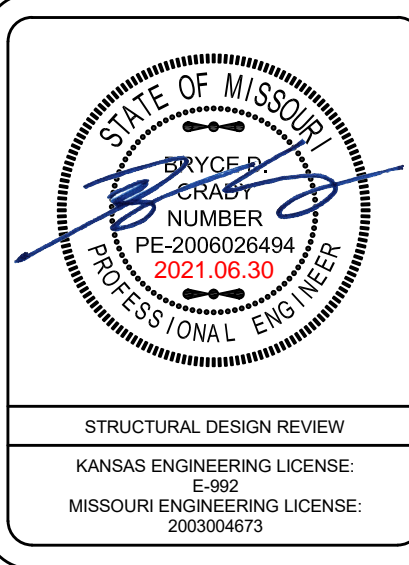 STATE OF MISSOURI
BRYCE D.
CRADY
NUMBER
PE-2006026494
2021.06.30
PROFESSIONAL ENGINEER
STRUCTURAL DESIGN REVIEW
KANSAS ENGINEERING LICENSE:
E-992
MISSOURI ENGINEERING LICENSE:
2003004673